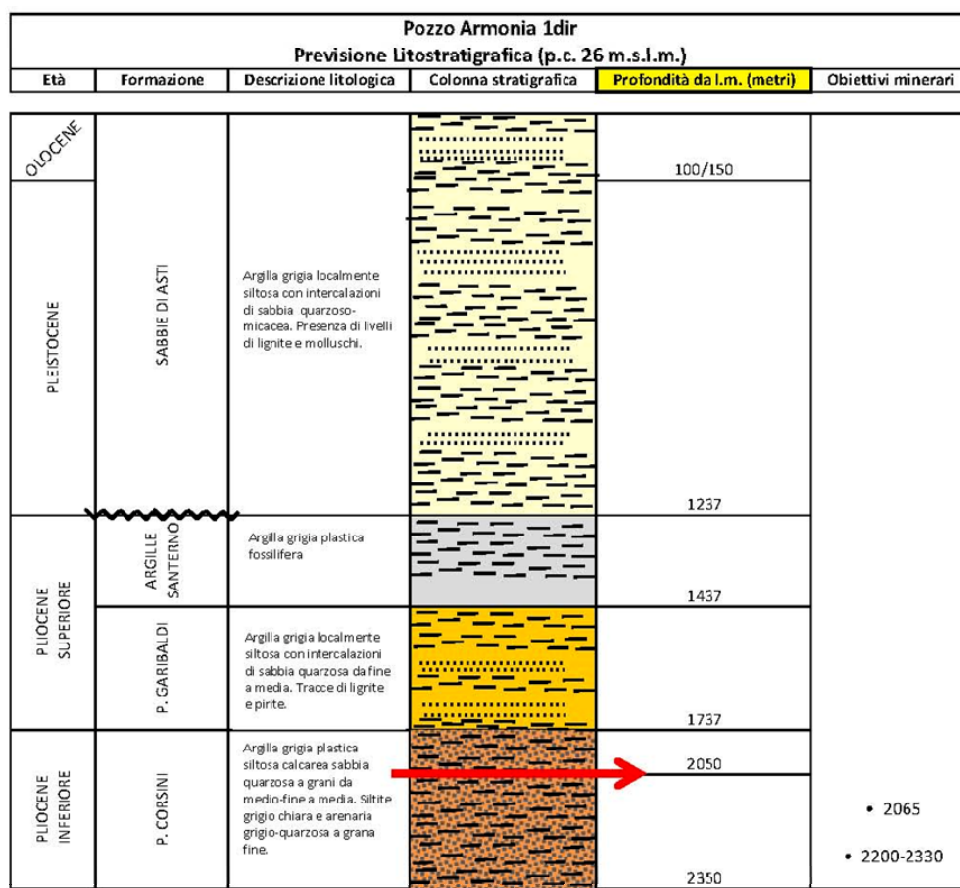 Pozzo Armonia 1dir
Previsione Litostratigrafica (p.c. 26 m.s.l.m.)
Età Formazione Descrizione litologica Colonna stratigrafica Profondità da l.m. (metri) Obiettivi minerari
OLOCENE
100/150
PLEISTOCENE
SABBIE DI ASTI
Argilla grigia localmente
siltosa con intercalazioni
di sabbia quarzoso-
micacea. Presenza di livelli
di lignite e molluschi.
1237
PLIOCENE
SUPERIORE
ARGILLE
SANTERNO
Argilla grigia plastica
fossilifera
1437
P. GARIBALDI
Argilla grigia localmente
siltosa con intercalazioni
di sabbia quarzosa da fine
a media. Tracce di lignite
e pirite.
1737
PLIOCENE
INFERIORE
P. CORSINI
Argilla grigia plastica
siltosa calcarea sabbia
quarzosa a grani da
medio-fine a media. Siltite
grigio chiara e arenaria
grigio-quarzosa a grana
fine.
2050
• 2065
• 2200-2330
2350